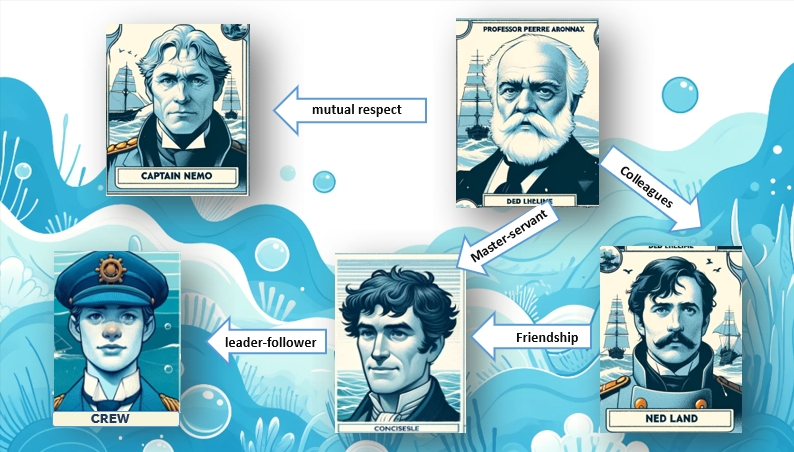 PROFESSOR PEERRE ARONNAX
mutual respect
CAPTAIN NEMO
Colleagues
DED LHELIME
Master-servant
DED LHELIME
leader-follower
Friendship
CREW
CONCISESLE
NED LAND